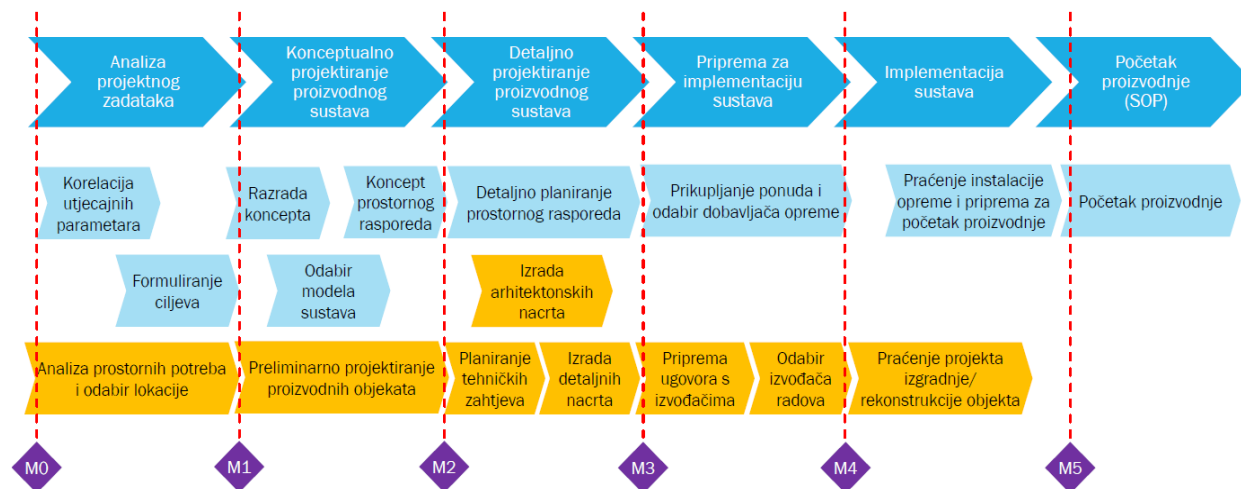 Analiza
projektnog
zadataka
Konceptualno
projektiranje
proizvodnog
sustava
Detaljno
projektiranje
proizvodnog
sustava
Priprema za
implementaciju
sustava
Implementacija
sustava
Početak
proizvodnje
(SOP)
Korelacija
utjecajnih
parametara
Razrada
koncepta
Koncept
prostornog
rasporeda
Detaljno planiranje
prostornog rasporeda
Prikupljanje ponuda i
odabir dobavljača opreme
Praćenje instalacije
opreme i priprema za
početak proizvodnje
Početak proizvodnje
Formuliranje
ciljeva
Odabir
modela
sustava
Izrada
arhitektonskih
nacrta
Analiza prostornih potreba
i odabir lokacije
Preliminarno projektiranje
proizvodnih objekata
Planiranje
tehničkih
zahtjeva
Izrada
detaljnih
nacrta
Priprema
ugovora s
izvođačima
Odabir
izvođača
radova
Praćenje projekta
izgradnje/
rekonstrukcije objekta
M0
M1
M2
M3
M4
M5